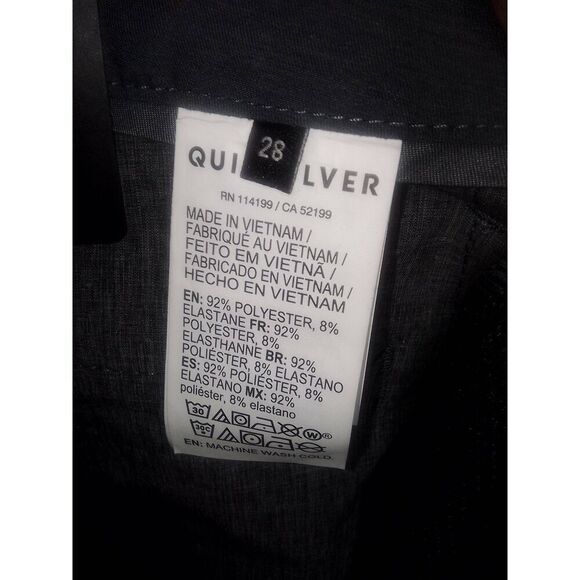 28
QUI LVER
RN 114199 / CA 52199
MADE IN VIETNAM /
FABRIQUÉ AU VIETNAM /
FEITO EM VIETNÃ /
FABRICADO EN VIETNAM /
HECHO EN VIETNAM
EN: 92% POLYESTER, 8%
ELASTANE FR: 92%
POLYESTER, 8%
ELASTHANNE BR: 92%
POLIÉSTER, 8% ELASTANO
ES: 92% POLIÉSTER, 8%
ELASTANO MX: 92%
poliéster, 8% elastano
30 W
30°C
EN: MACHINE WASH COLD.